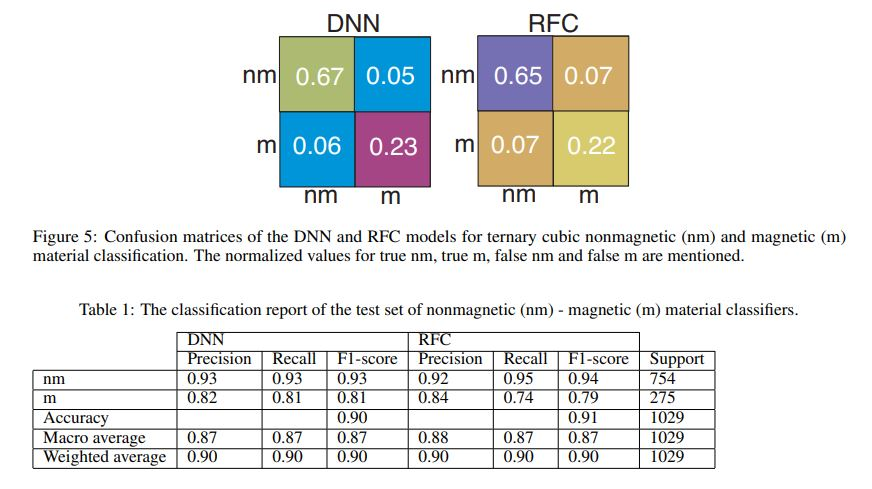 DNN RFC
nm 0.67 0.05 nm 0.65 0.07
m 0.06 0.23 m 0.07 0.22
nm m nm m
Figure 5: Confusion matrices of the DNN and RFC models for ternary cubic nonmagnetic (nm) and magnetic (m)
material classification. The normalized values for true nm, true m, false nm and false m are mentioned.
Table 1: The classification report of the test set of nonmagnetic (nm) - magnetic (m) material classifiers.
DNN RFC
Precision Recall F1-score Precision Recall F1-score Support
nm 0.93 0.93 0.93 0.92 0.95 0.94 754
m 0.82 0.81 0.81 0.84 0.74 0.79 275
Accuracy 0.90 0.91 1029
Macro average 0.87 0.87 0.87 0.88 0.87 0.87 1029
Weighted average 0.90 0.90 0.90 0.90 0.90 0.90 1029